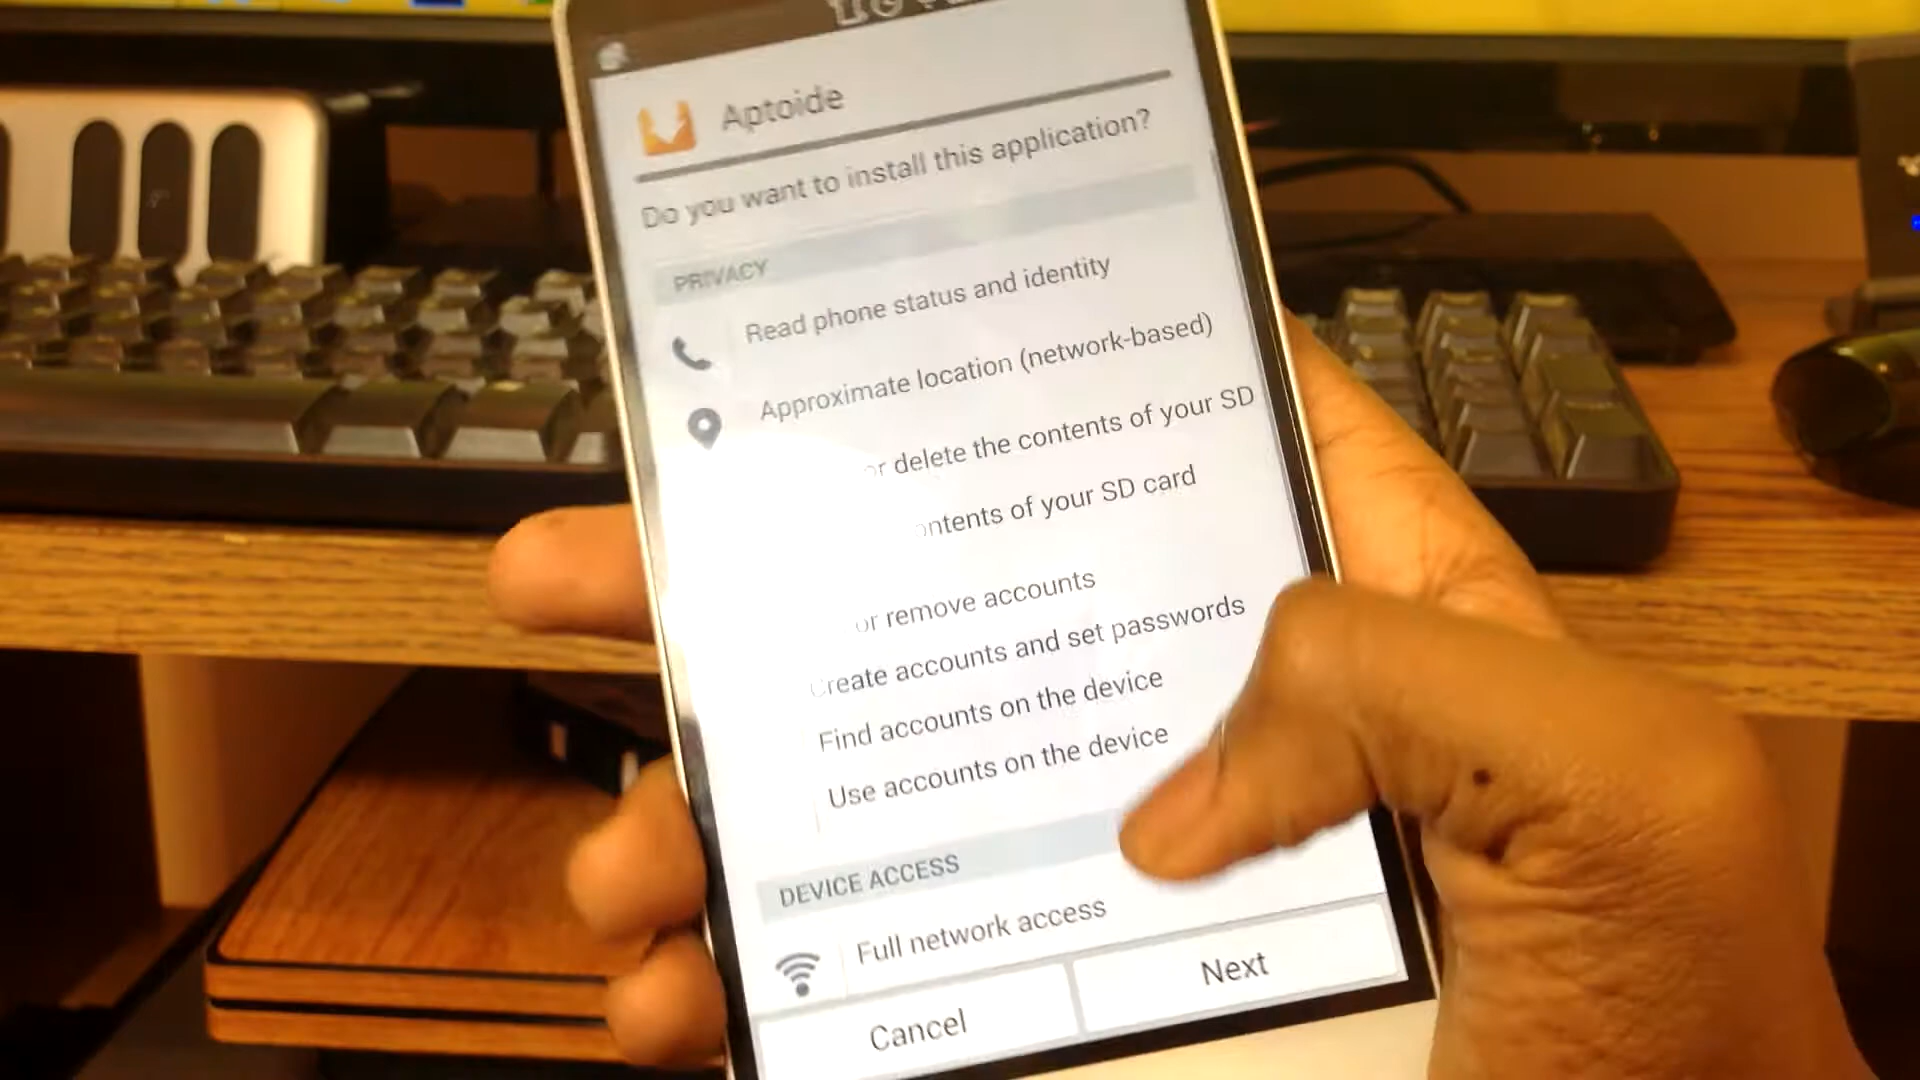 Aptoide
Do you want to install this application?
PRIVACY
Read phone status and identity
Approximate location (network-based)
or delete the contents of your SD
contents of your SD card
or remove accounts
Create accounts and set passwords
Find accounts on the device
Use accounts on the device
DEVICE ACCESS
Full network access
Cancel
Next